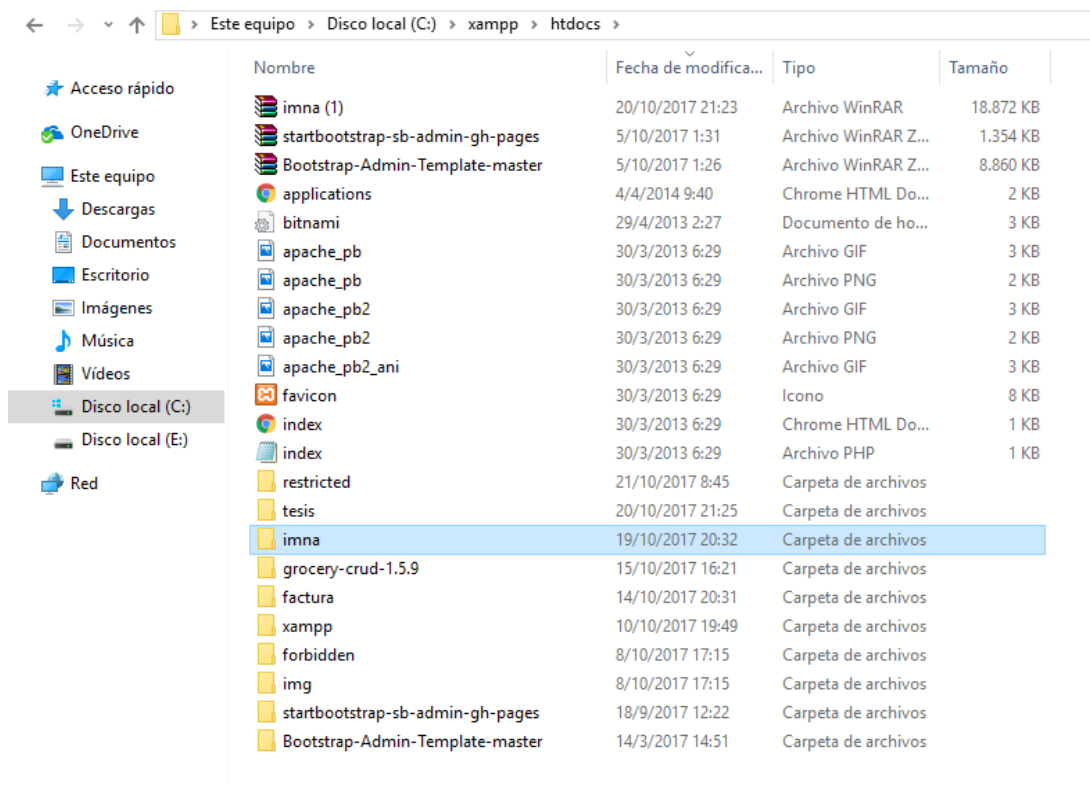 Este equipo > Disco local (C:) > xampp > htdocs >
Acceso rápido
OneDrive
Este equipo
Descargas
Documentos
Escritorio
Imágenes
Música
Vídeos
Disco local (C:)
Disco local (E:)
Red
Nombre Fecha de modifica... Tipo Tamaño
imna (1) 20/10/2017 21:23 Archivo WinRAR 18.872 KB
startbootstrap-sb-admin-gh-pages 5/10/2017 1:31 Archivo WinRAR Z... 1.354 KB
Bootstrap-Admin-Template-master 5/10/2017 1:26 Archivo WinRAR Z... 8.860 KB
applications 4/4/2014 9:40 Chrome HTML Do... 2 KB
bitnami 29/4/2013 2:27 Documento de ho... 3 KB
apache_pb 30/3/2013 6:29 Archivo GIF 3 KB
apache_pb 30/3/2013 6:29 Archivo PNG 2 KB
apache_pb2 30/3/2013 6:29 Archivo GIF 3 KB
apache_pb2 30/3/2013 6:29 Archivo PNG 2 KB
apache_pb2_ani 30/3/2013 6:29 Archivo GIF 3 KB
favicon 30/3/2013 6:29 Icono 8 KB
index 30/3/2013 6:29 Chrome HTML Do... 1 KB
index 30/3/2013 6:29 Archivo PHP 1 KB
restricted 21/10/2017 8:45 Carpeta de archivos
tesis 20/10/2017 21:25 Carpeta de archivos
imna 19/10/2017 20:32 Carpeta de archivos
grocery-crud-1.5.9 15/10/2017 16:21 Carpeta de archivos
factura 14/10/2017 20:31 Carpeta de archivos
xampp 10/10/2017 19:49 Carpeta de archivos
forbidden 8/10/2017 17:15 Carpeta de archivos
img 8/10/2017 17:15 Carpeta de archivos
startbootstrap-sb-admin-gh-pages 18/9/2017 12:22 Carpeta de archivos
Bootstrap-Admin-Template-master 14/3/2017 14:51 Carpeta de archivos